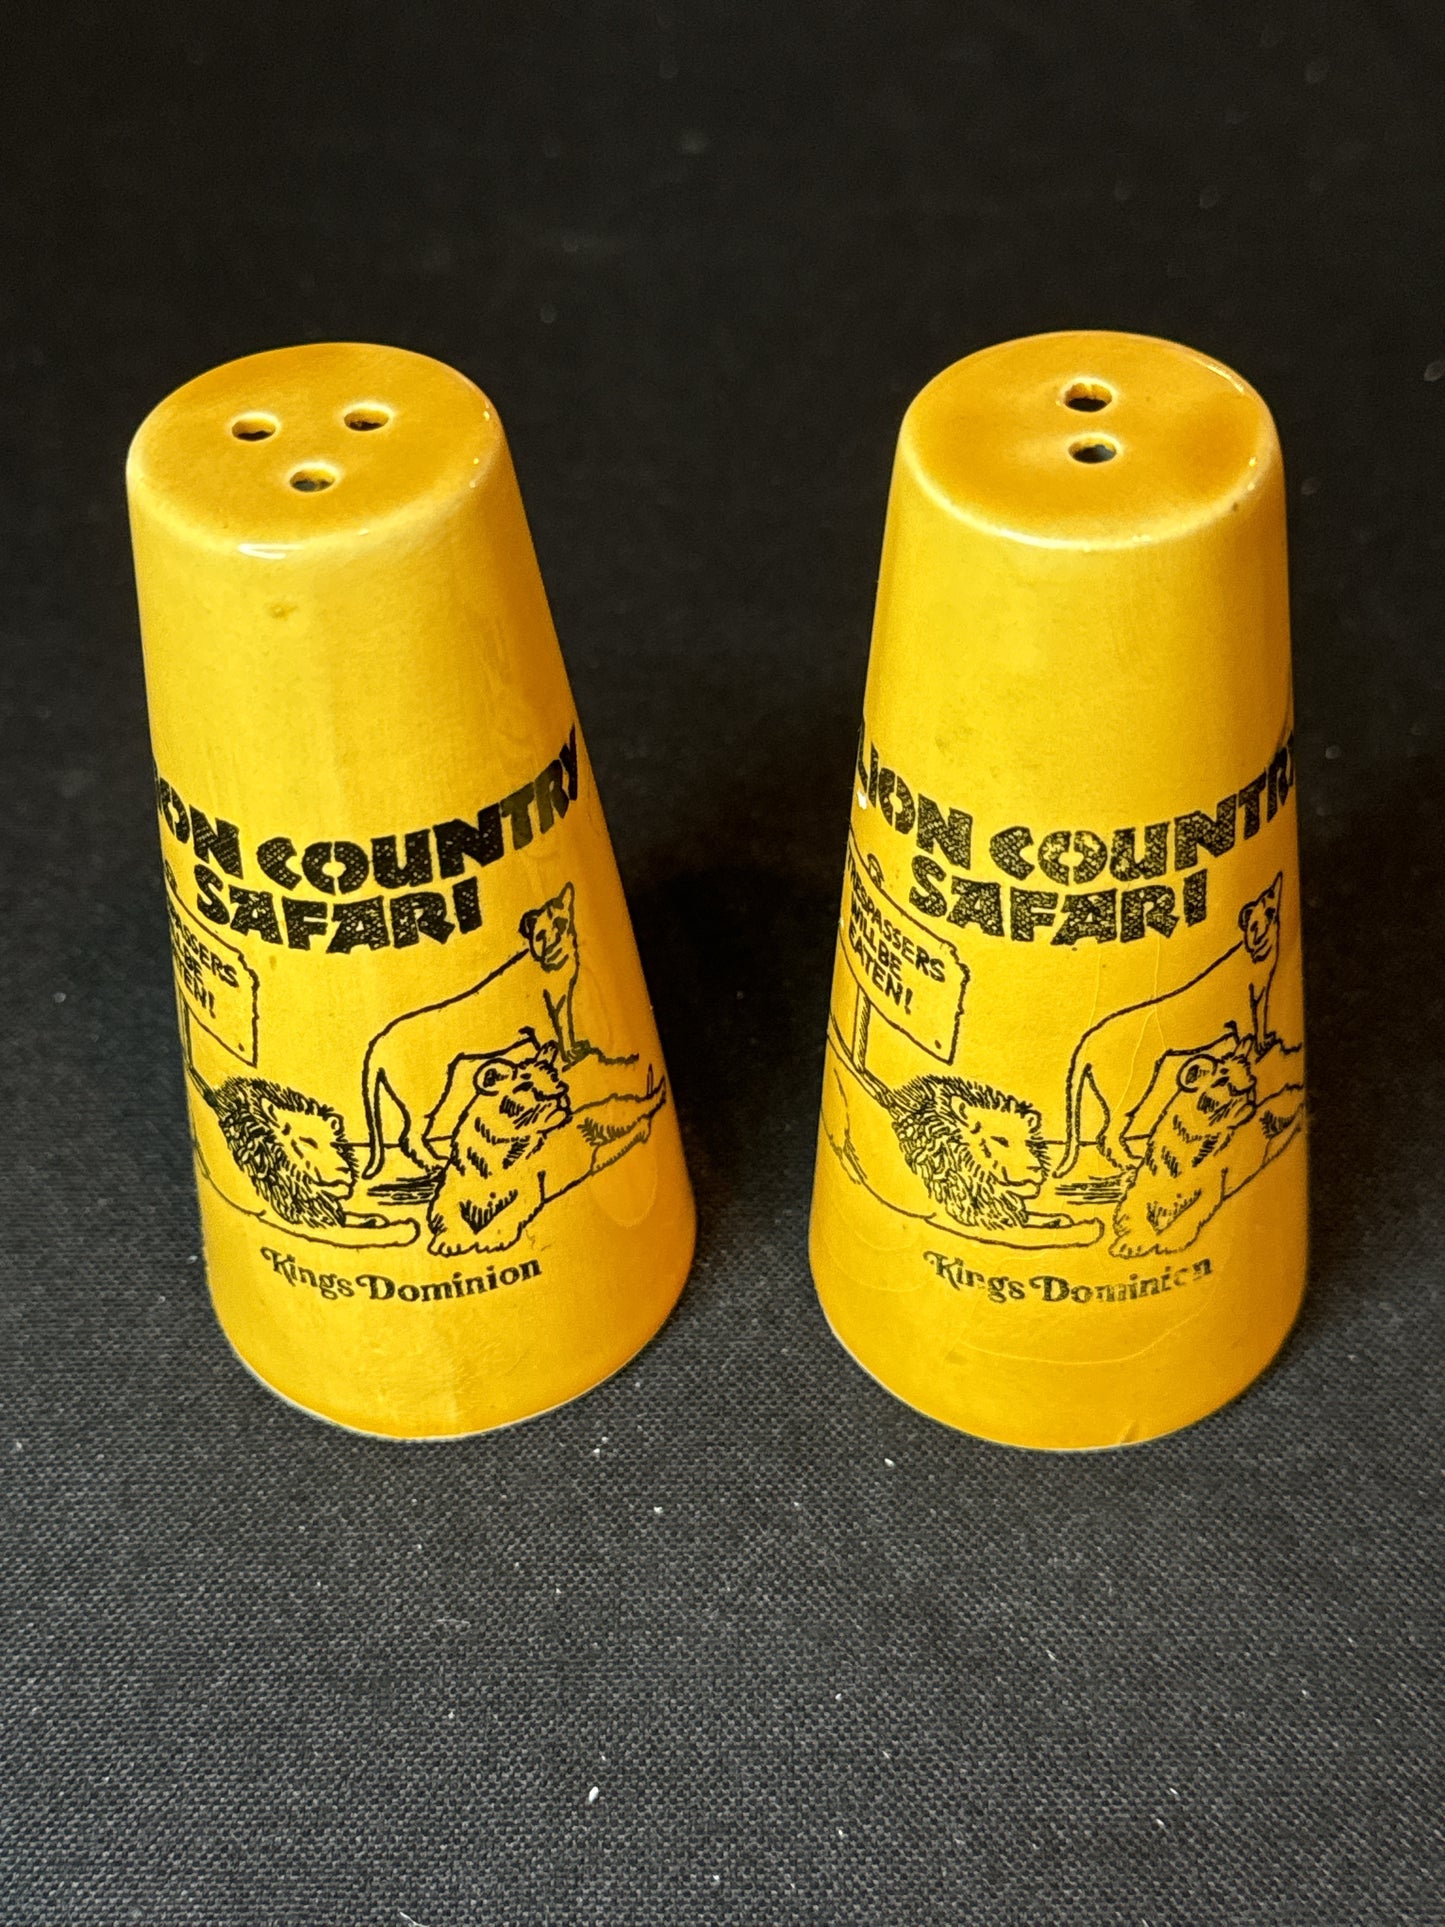 LION COUNTRY
SAFARI
TRESPASSERS
WILL BE
EATEN!
Kings Dominion
LION COUNTRY
SAFARI
TRESPASSERS
WILL BE
EATEN!
Kings Dominion